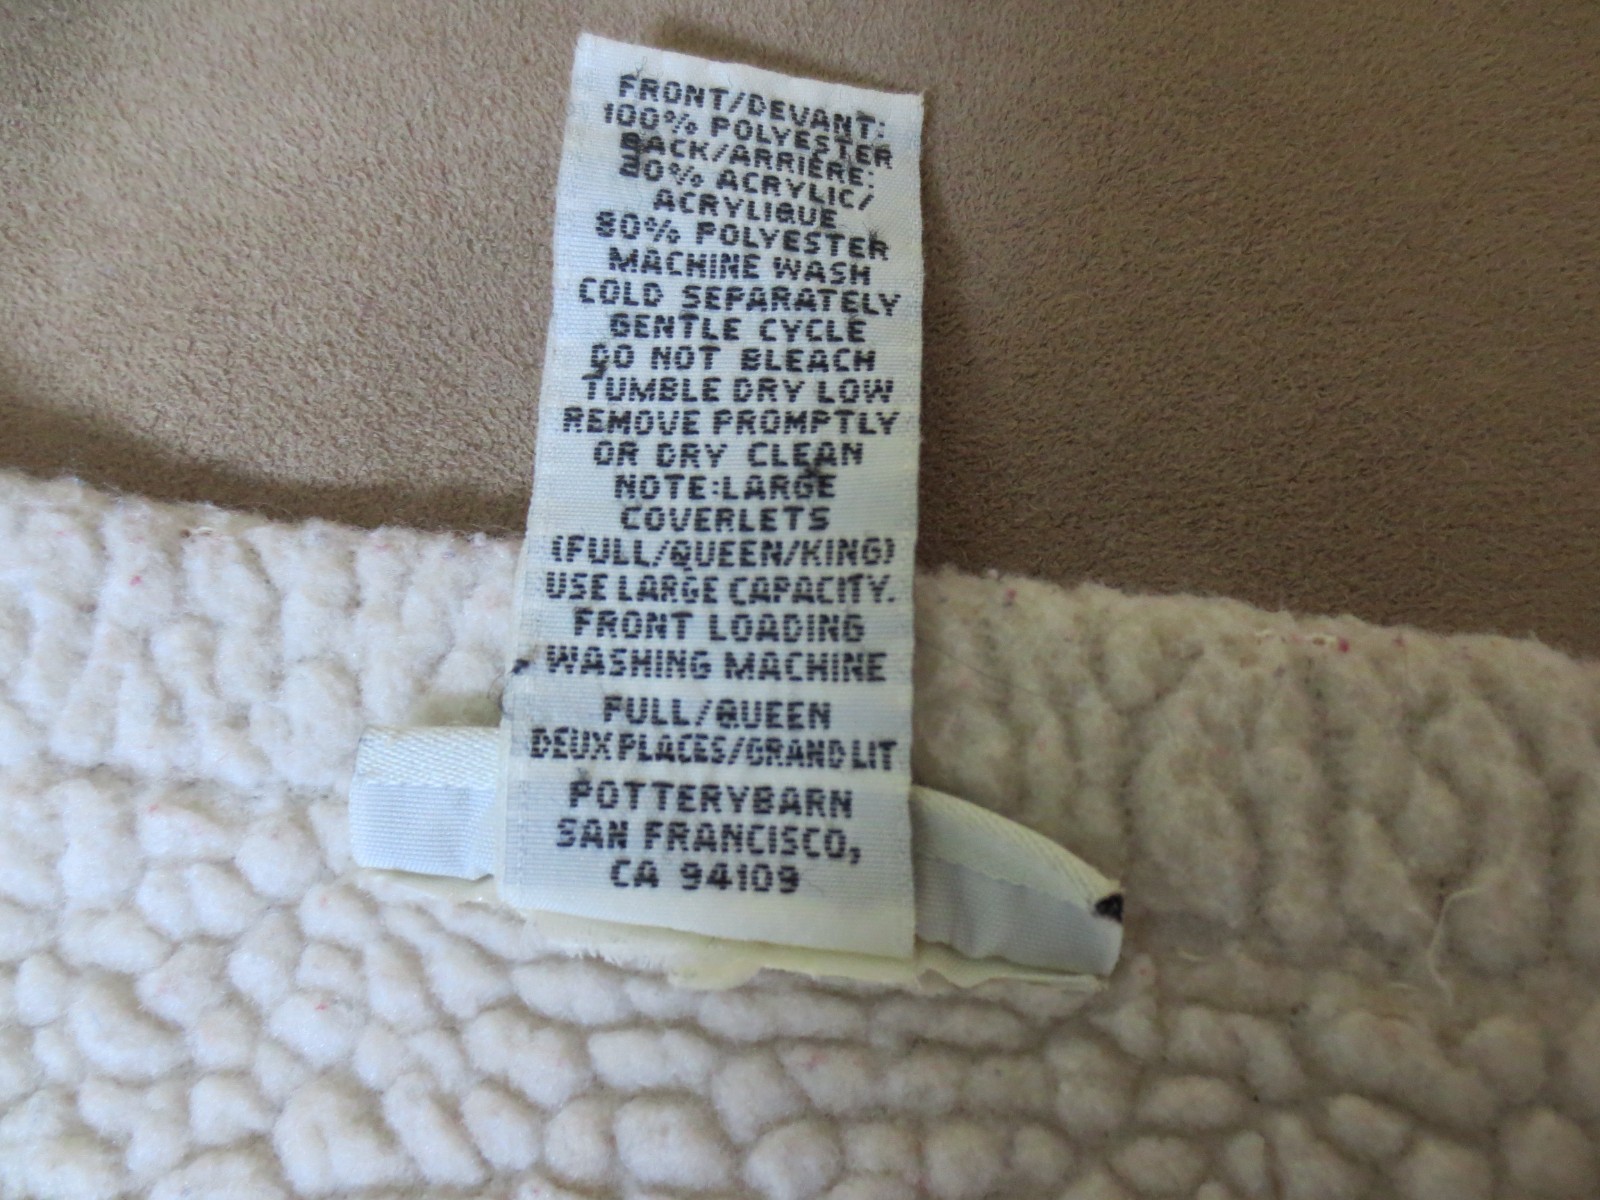 FRONT/DEVANT:
100% POLYESTER
BACK/ARRIÈRE:
20% ACRYLIC/
ACRYLIQUE
80% POLYESTER
MACHINE WASH
COLD SEPARATELY
GENTLE CYCLE
DO NOT BLEACH
TUMBLE DRY LOW
REMOVE PROMPTLY
OR DRY CLEAN
NOTE:LARGE
COVERLETS
(FULL/QUEEN/KING)
USE LARGE CAPACITY.
FRONT LOADING
WASHING MACHINE
FULL/QUEEN
DEUX PLACES/GRAND LIT
POTTERYBARN
SAN FRANCISCO,
CA 94109